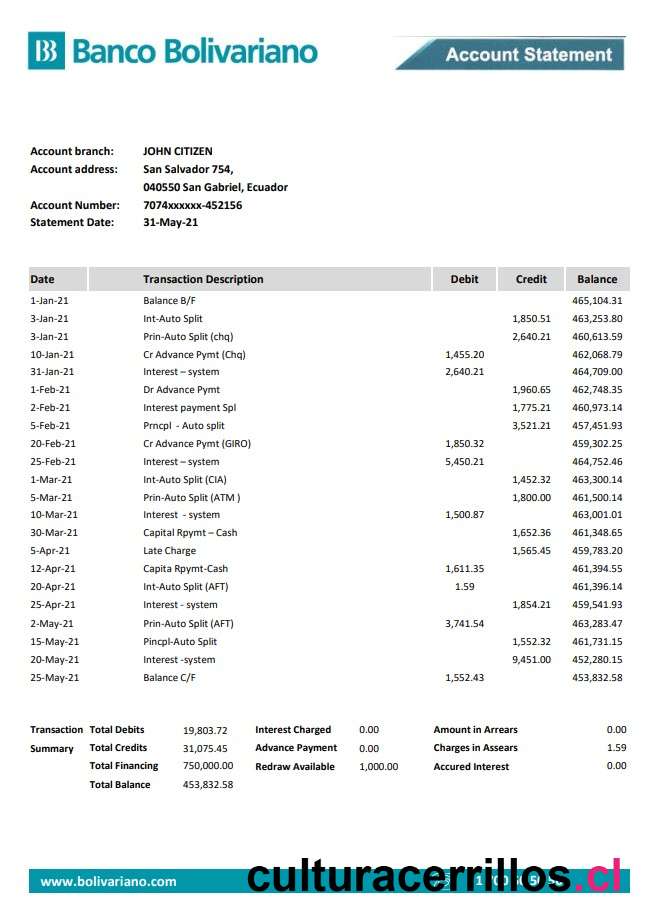 Banco Bolivariano
Account Statement
Account branch: JOHN CITIZEN
Account address: San Salvador 754,
040550 San Gabriel, Ecuador
Account Number: 7074xxxxxx-452156
Statement Date: 31-May-21
Date Transaction Description Debit Credit Balance
1-Jan-21 Balance B/F 465,104.31
3-Jan-21 Int-Auto Split 1,850.51 463,253.80
3-Jan-21 Prin-Auto Split (chq) 2,640.21 460,613.59
10-Jan-21 Cr Advance Pymt (Chq) 1,455.20 462,068.79
31-Jan-21 Interest – system 2,640.21 464,709.00
1-Feb-21 Dr Advance Pymt 1,960.65 462,748.35
2-Feb-21 Interest payment Spl 1,775.21 460,973.14
5-Feb-21 Prncpl - Auto split 3,521.21 457,451.93
20-Feb-21 Cr Advance Pymt (GIRO) 1,850.32 459,302.25
25-Feb-21 Interest – system 5,450.21 464,752.46
1-Mar-21 Int-Auto Split (CIA) 1,452.32 463,300.14
5-Mar-21 Prin-Auto Split (ATM ) 1,800.00 461,500.14
10-Mar-21 Interest - system 1,500.87 463,001.01
30-Mar-21 Capital Rpymt – Cash 1,652.36 461,348.65
5-Apr-21 Late Charge 1,565.45 459,783.20
12-Apr-21 Capita Rpymt-Cash 1,611.35 461,394.55
20-Apr-21 Int-Auto Split (AFT) 1.59 461,396.14
25-Apr-21 Interest - system 1,854.21 459,541.93
2-May-21 Prin-Auto Split (AFT) 3,741.54 463,283.47
15-May-21 Pincpl-Auto Split 1,552.32 461,731.15
20-May-21 Interest -system 9,451.00 452,280.15
25-May-21 Balance C/F 1,552.43 453,832.58
Transaction Total Debits 19,803.72 Interest Charged 0.00 Amount in Arrears 0.00
Summary Total Credits 31,075.45 Advance Payment 0.00 Charges in Assears 1.59
Total Financing 750,000.00 Redraw Available 1,000.00 Accured Interest 0.00
Total Balance 453,832.58
www.bolivariano.com
culturacerrillos.cl